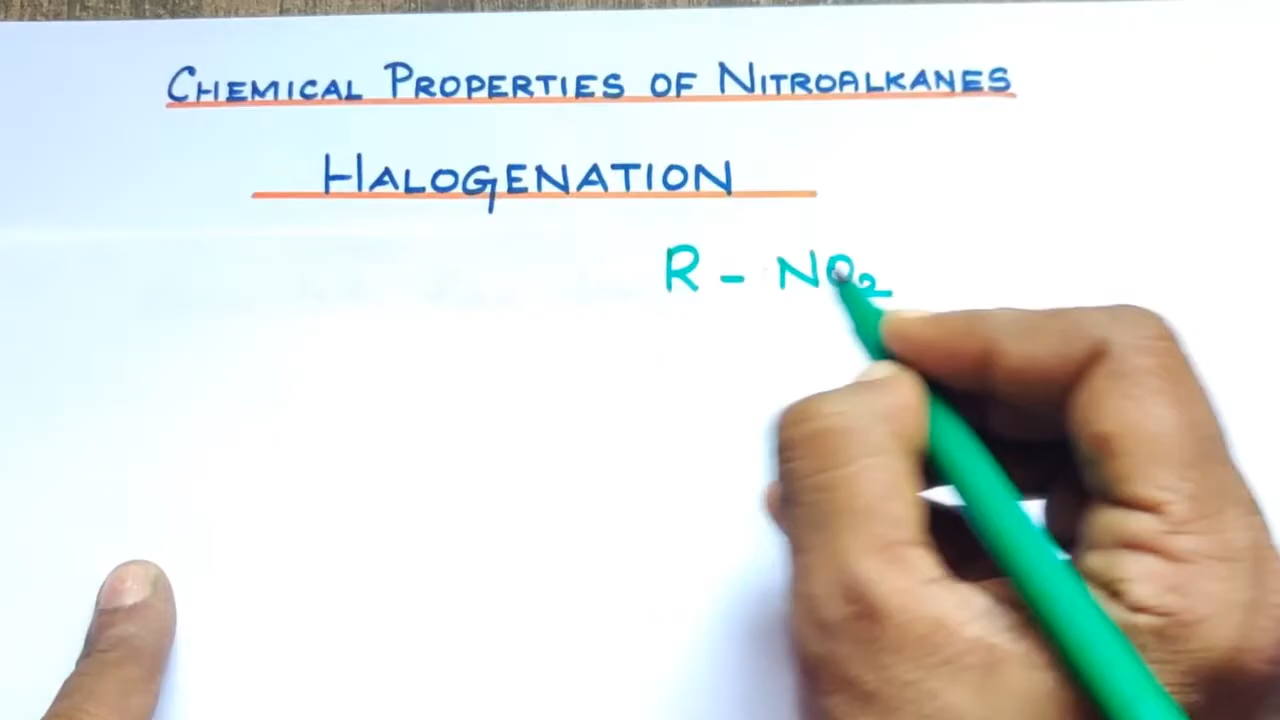 CHEMICAL PROPERTIES OF NITROALKANES
HALOGENATION
R - NO₂